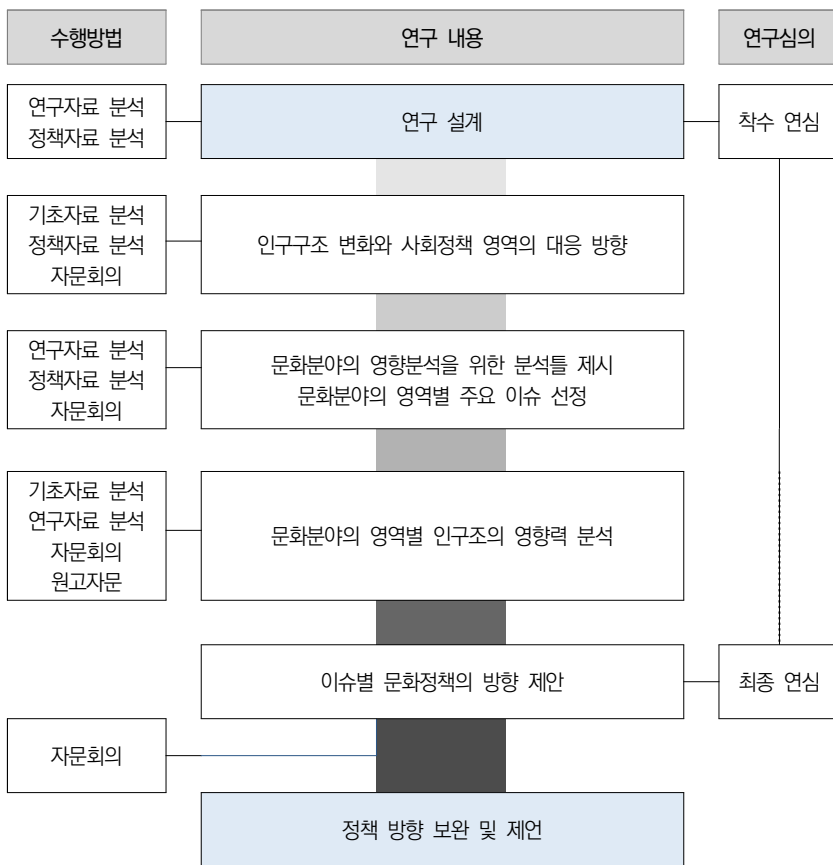 수행방법
연구 내용
연구심의
연구자료 분석
정책자료 분석
연구 설계
착수 연심
기초자료 분석
정책자료 분석
자문회의
인구구조 변화와 사회정책 영역의 대응 방향
연구자료 분석
정책자료 분석
자문회의
문화분야의 영향분석을 위한 분석틀 제시
문화분야의 영역별 주요 이슈 선정
기초자료 분석
연구자료 분석
자문회의
원고자문
문화분야의 영역별 인구조의 영향력 분석
이슈별 문화정책의 방향 제안
최종 연심
자문회의
정책 방향 보완 및 제언